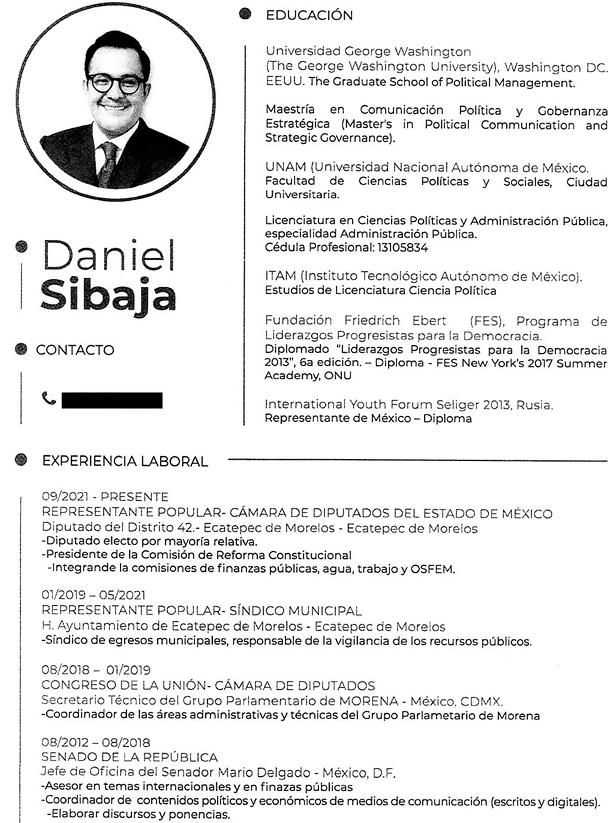 Daniel
Sibaja
CONTACTO
EDUCACIÓN
Universidad George Washington
(The George Washington University), Washington DC.
EEUU. The Graduate School of Political Management.
Maestría en Comunicación Política y Gobernanza
Estratégica (Master's in Political Communication and
Strategic Governance).
UNAM (Universidad Nacional Autónoma de México.
Facultad de Ciencias Políticas y Sociales, Ciudad
Universitaria.
Licenciatura en Ciencias Políticas y Administración Pública,
especialidad Administración Pública.
Cédula Profesional: 13105834
ITAM (Instituto Tecnológico Autónomo de México).
Estudios de Licenciatura Ciencia Política
Fundación Friedrich Ebert (FES), Programa de
Liderazgos Progresistas para la Democracia.
Diplomado “Liderazgos Progresistas para la Democracia
2013”, 6a edición. – Diploma - FES New York's 2017 Summer
Academy, ONU
International Youth Forum Seliger 2013, Rusia.
Representante de México – Diploma
EXPERIENCIA LABORAL
09/2021 - PRESENTE
REPRESENTANTE POPULAR- CÁMARA DE DIPUTADOS DEL ESTADO DE MÉXICO
Diputado del Distrito 42.- Ecatepec de Morelos - Ecatepec de Morelos
-Diputado electo por mayoría relativa.
-Presidente de la Comisión de Reforma Constitucional
-Integrande la comisiones de finanzas públicas, agua, trabajo y OSFEM.
01/2019 – 05/2021
REPRESENTANTE POPULAR- SÍNDICO MUNICIPAL
H. Ayuntamiento de Ecatepec de Morelos - Ecatepec de Morelos
-Síndico de egresos municipales, responsable de la vigilancia de los recursos públicos.
08/2018 – 01/2019
CONGRESO DE LA UNIÓN- CÁMARA DE DIPUTADOS
Secretario Técnico del Grupo Parlamentario de MORENA - México, CDMX.
-Coordinador de las áreas administrativas y técnicas del Grupo Parlametario de Morena
08/2012 – 08/2018
SENADO DE LA REPÚBLICA
Jefe de Oficina del Senador Mario Delgado - México, D.F.
-Asesor en temas internacionales y en finazas públicas
-Coordinador de contenidos políticos y económicos de medios de comunicación (escritos y digitales).
-Elaborar discursos y ponencias.